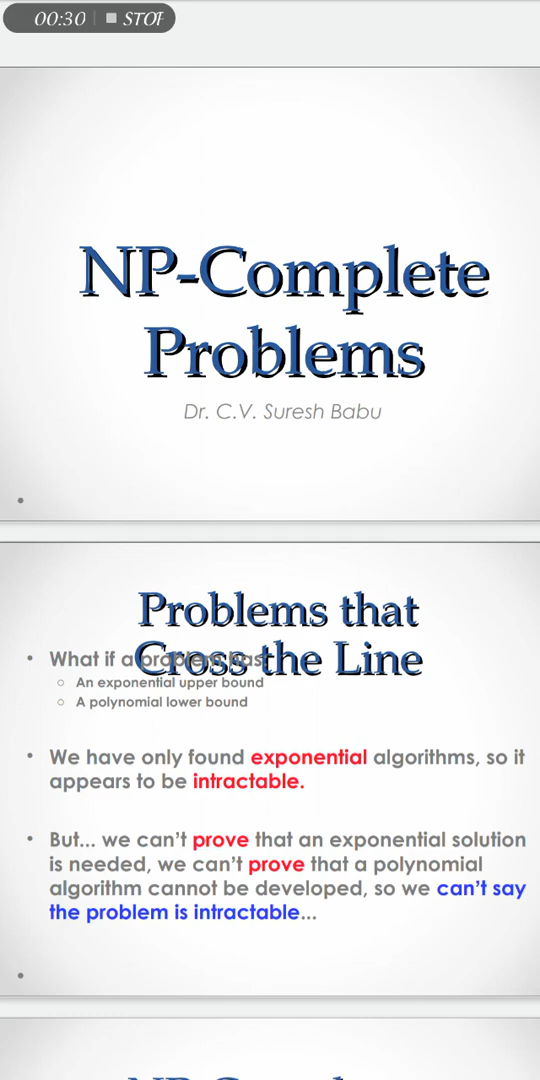 00:30 STOP
NP-Complete
Problems
Dr. C.V. Suresh Babu
Problems that
Cross the Line
• What if a problem has
○ An exponential upper bound
○ A polynomial lower bound
• We have only found exponential algorithms, so it
appears to be intractable.
• But... we can't prove that an exponential solution
is needed, we can't prove that a polynomial
algorithm cannot be developed, so we can't say
the problem is intractable...